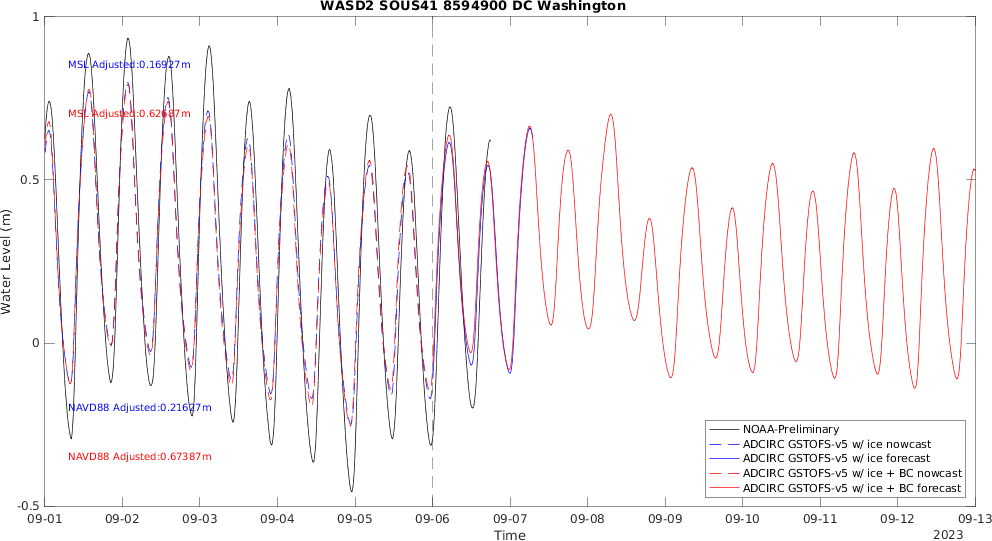 WASD2 SOUS41 8594900 DC Washington
1
MSL Adjusted:0.16927m
MSL Adjusted:0.62687m
0.5
Water Level (m)
0
NAVD88 Adjusted:0.21627m
NAVD88 Adjusted:0.67387m
NOAA-Preliminary
ADCIRC GSTOFS-v5 w/ ice nowcast
ADCIRC GSTOFS-v5 w/ ice forecast
ADCIRC GSTOFS-v5 w/ ice + BC nowcast
ADCIRC GSTOFS-v5 w/ ice + BC forecast
-0.5
09-01 09-02 09-03 09-04 09-05 09-06 09-07 09-08 09-09 09-10 09-11 09-12 09-13
Time
2023